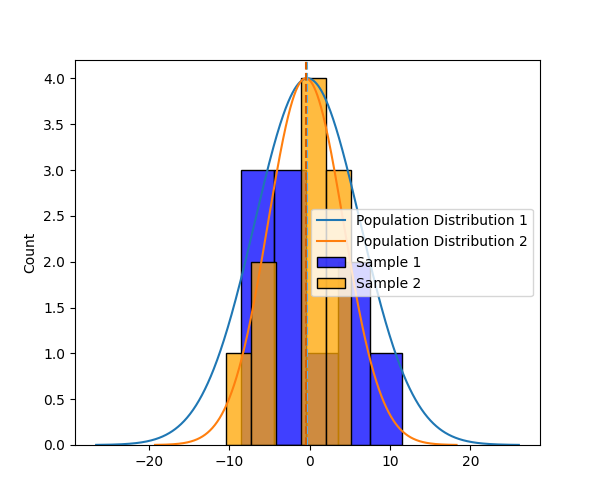 4.0
3.5
3.0
2.5
2.0
1.5
1.0
0.5
0.0
Count
Population Distribution 1
Population Distribution 2
Sample 1
Sample 2
−20 −10 0 10 20